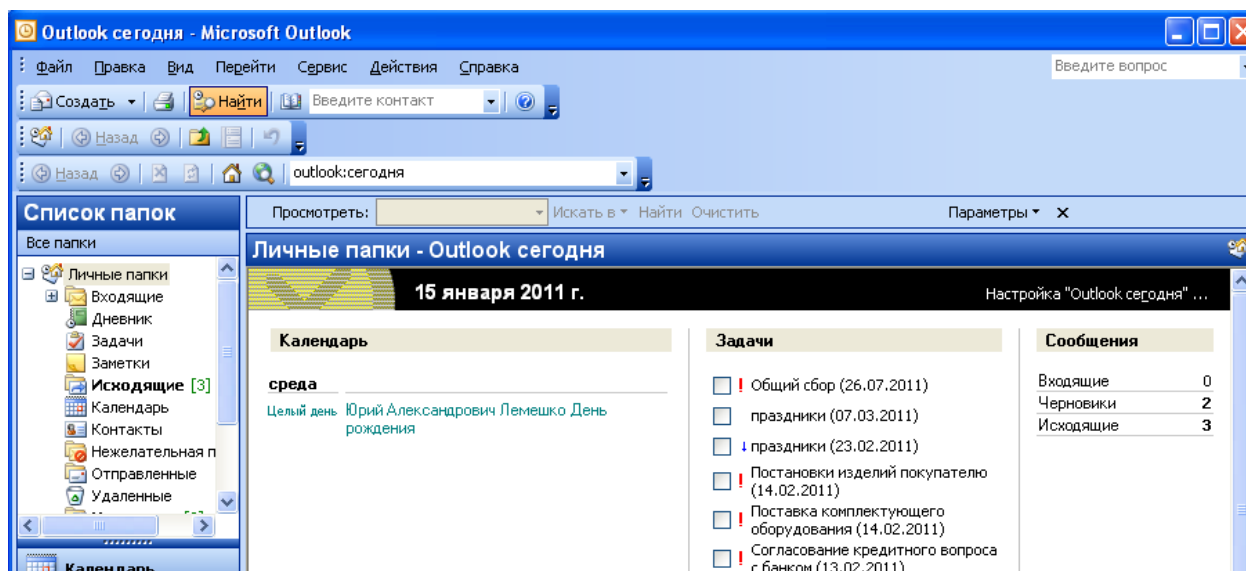 Outlook сегодня - Microsoft Outlook
Файл Правка Вид Перейти Сервис Действия Справка Введите вопрос
Создать Найти Введите контакт
Назад
Назад outlook:сегодня
Список папок Просмотреть: Искать в Найти Очистить Параметры
Все папки
Личные папки - Outlook сегодня
Личные папки
Входящие
Дневник
Задачи
Заметки
Исходящие [3]
Календарь
Контакты
Нежелательная п
Отправленные
Удаленные
Календарь
15 января 2011 г. Настройка "Outlook сегодня" ...
Календарь
среда
Целый день Юрий Александрович Лемешко День
рождения
Задачи
! Общий сбор (26.07.2011)
праздники (07.03.2011)
↓ праздники (23.02.2011)
! Постановки изделий покупателю
(14.02.2011)
! Поставка комплектующего
оборудования (14.02.2011)
! Согласование кредитного вопроса
с банком (13.02.2011)
Сообщения
Входящие 0
Черновики 2
Исходящие 3